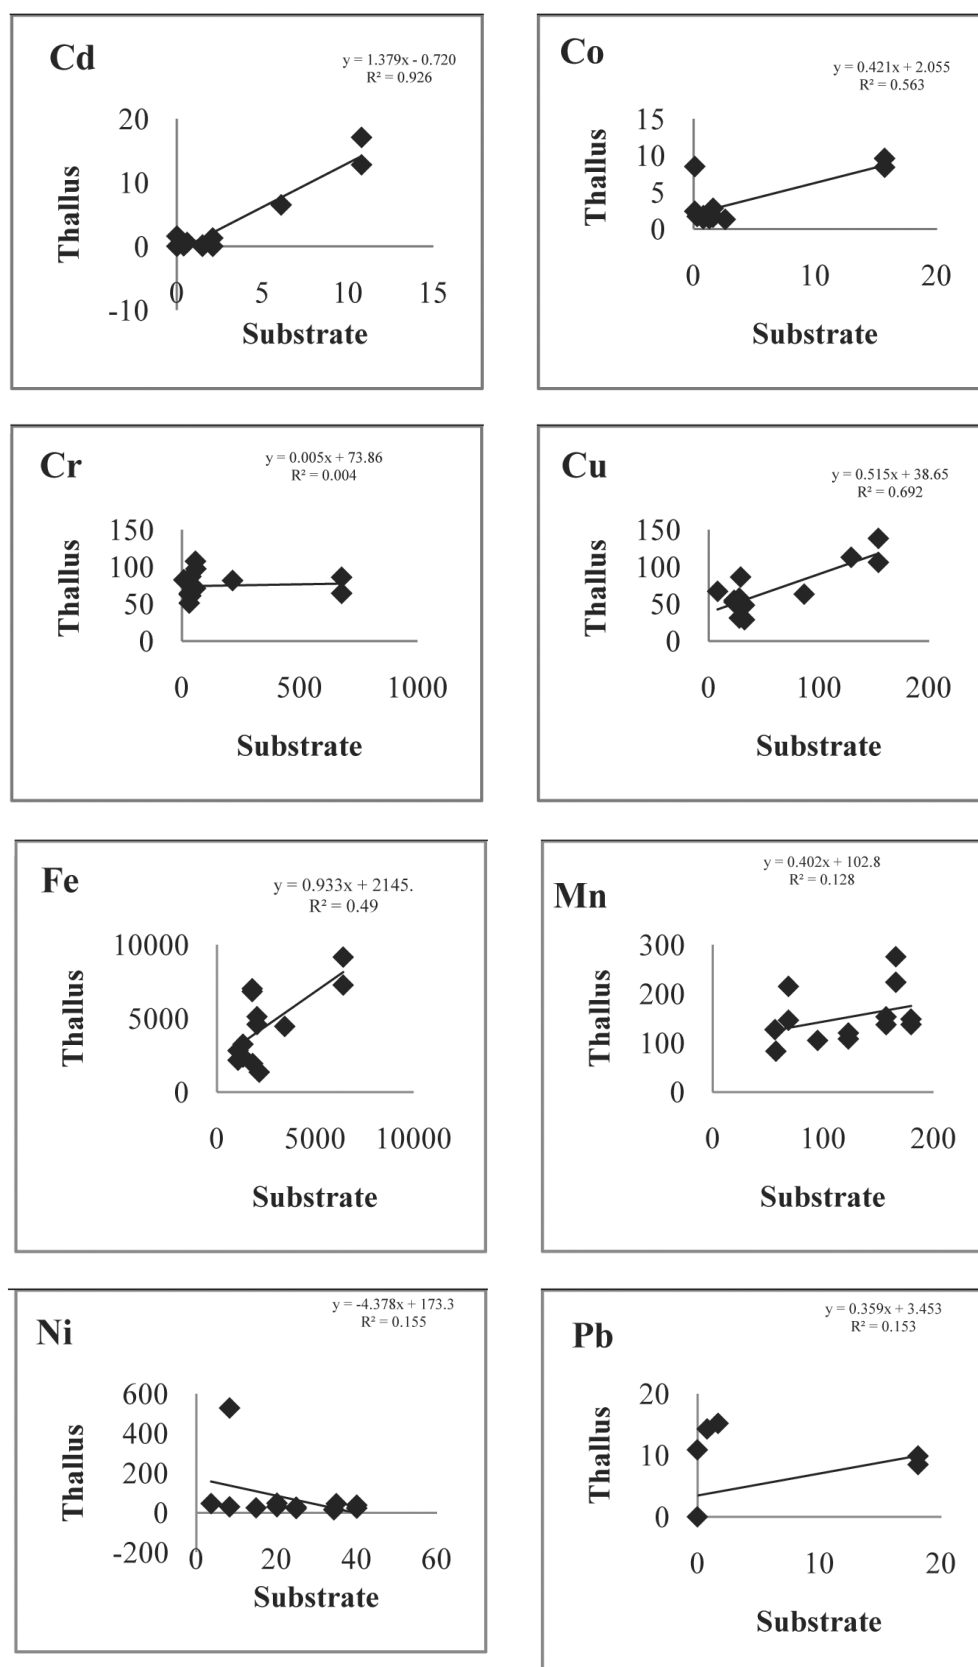 Cd
y = 1.379x - 0.720
R² = 0.926
20
10
0
-10
0 5 10 15
Thallus
Substrate
Co
y = 0.421x + 2.055
R² = 0.563
15
10
5
0
0 10 20
Thallus
Substrate
Cr
y = 0.005x + 73.86
R² = 0.004
150
100
50
0
0 500 1000
Thallus
Substrate
Cu
y = 0.515x + 38.65
R² = 0.692
150
100
50
0
0 100 200
Thallus
Substrate
Fe
y = 0.933x + 2145.
R² = 0.49
10000
5000
0
0 5000 10000
Thallus
Substrate
Mn
y = 0.402x + 102.8
R² = 0.128
300
200
100
0
0 100 200
Thallus
Substrate
Ni
y = -4.378x + 173.3
R² = 0.155
600
400
200
0
-200
0 20 40 60
Thallus
Substrate
Pb
y = 0.359x + 3.453
R² = 0.153
20
10
0
0 10 20
Thallus
Substrate